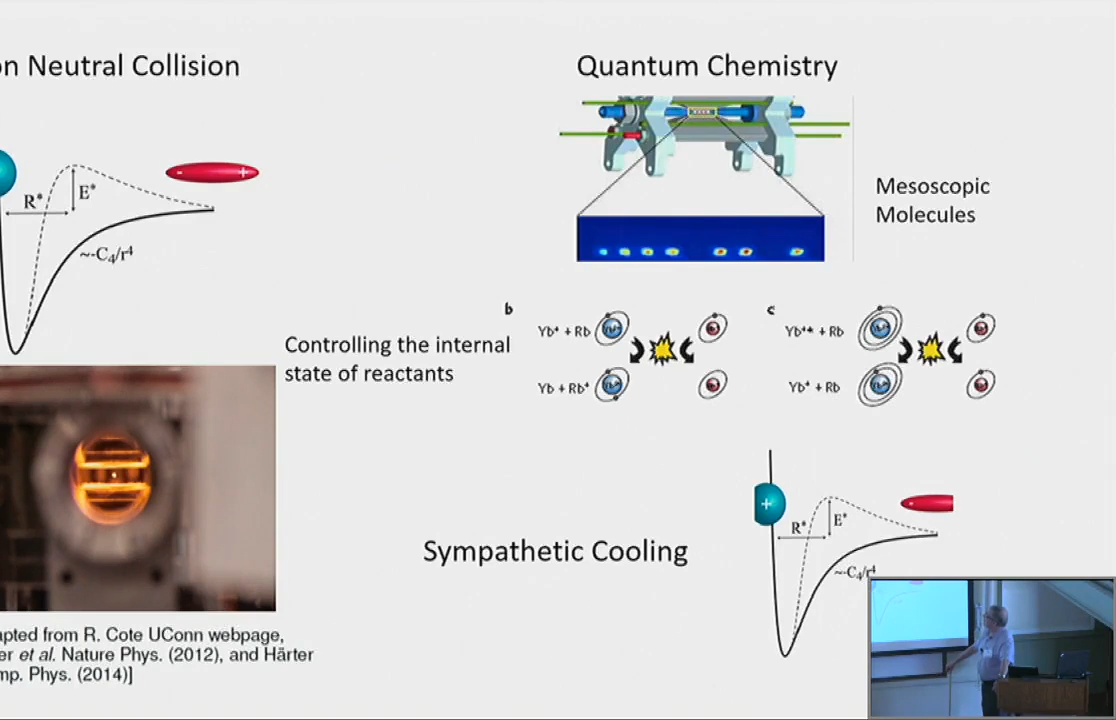 on Neutral Collision
Quantum Chemistry
- +
R* E*
~-C₄/r⁴
Mesoscopic
Molecules
b
Yb⁺ + Rb
Yb + Rb⁺
c
Yb⁺* + Rb
Yb⁺ + Rb
Controlling the internal
state of reactants
Sympathetic Cooling
+ -
R* E*
~-C₄/r⁴
apted from R. Cote UConn webpage,
er et al. Nature Phys. (2012), and Härter
mp. Phys. (2014)]